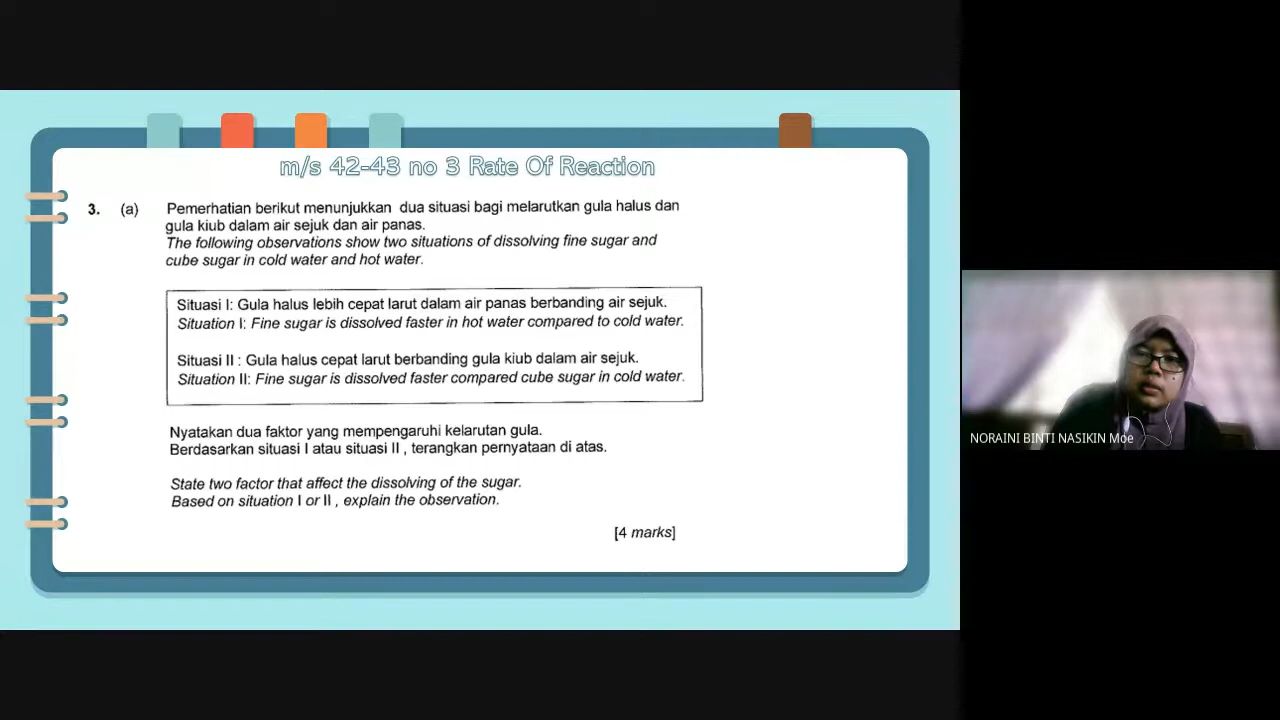 m/s 42-43 no 3 Rate Of Reaction
3. (a) Pemerhatian berikut menunjukkan dua situasi bagi melarutkan gula halus dan
gula kiub dalam air sejuk dan air panas.
The following observations show two situations of dissolving fine sugar and
cube sugar in cold water and hot water.
Situasi I: Gula halus lebih cepat larut dalam air panas berbanding air sejuk.
Situation I: Fine sugar is dissolved faster in hot water compared to cold water.
Situasi II : Gula halus cepat larut berbanding gula kiub dalam air sejuk.
Situation II: Fine sugar is dissolved faster compared cube sugar in cold water.
Nyatakan dua faktor yang mempengaruhi kelarutan gula.
Berdasarkan situasi I atau situasi II , terangkan pernyataan di atas.
State two factor that affect the dissolving of the sugar.
Based on situation I or II , explain the observation.
[4 marks]
NORAINI BINTI NASIKIN Moe